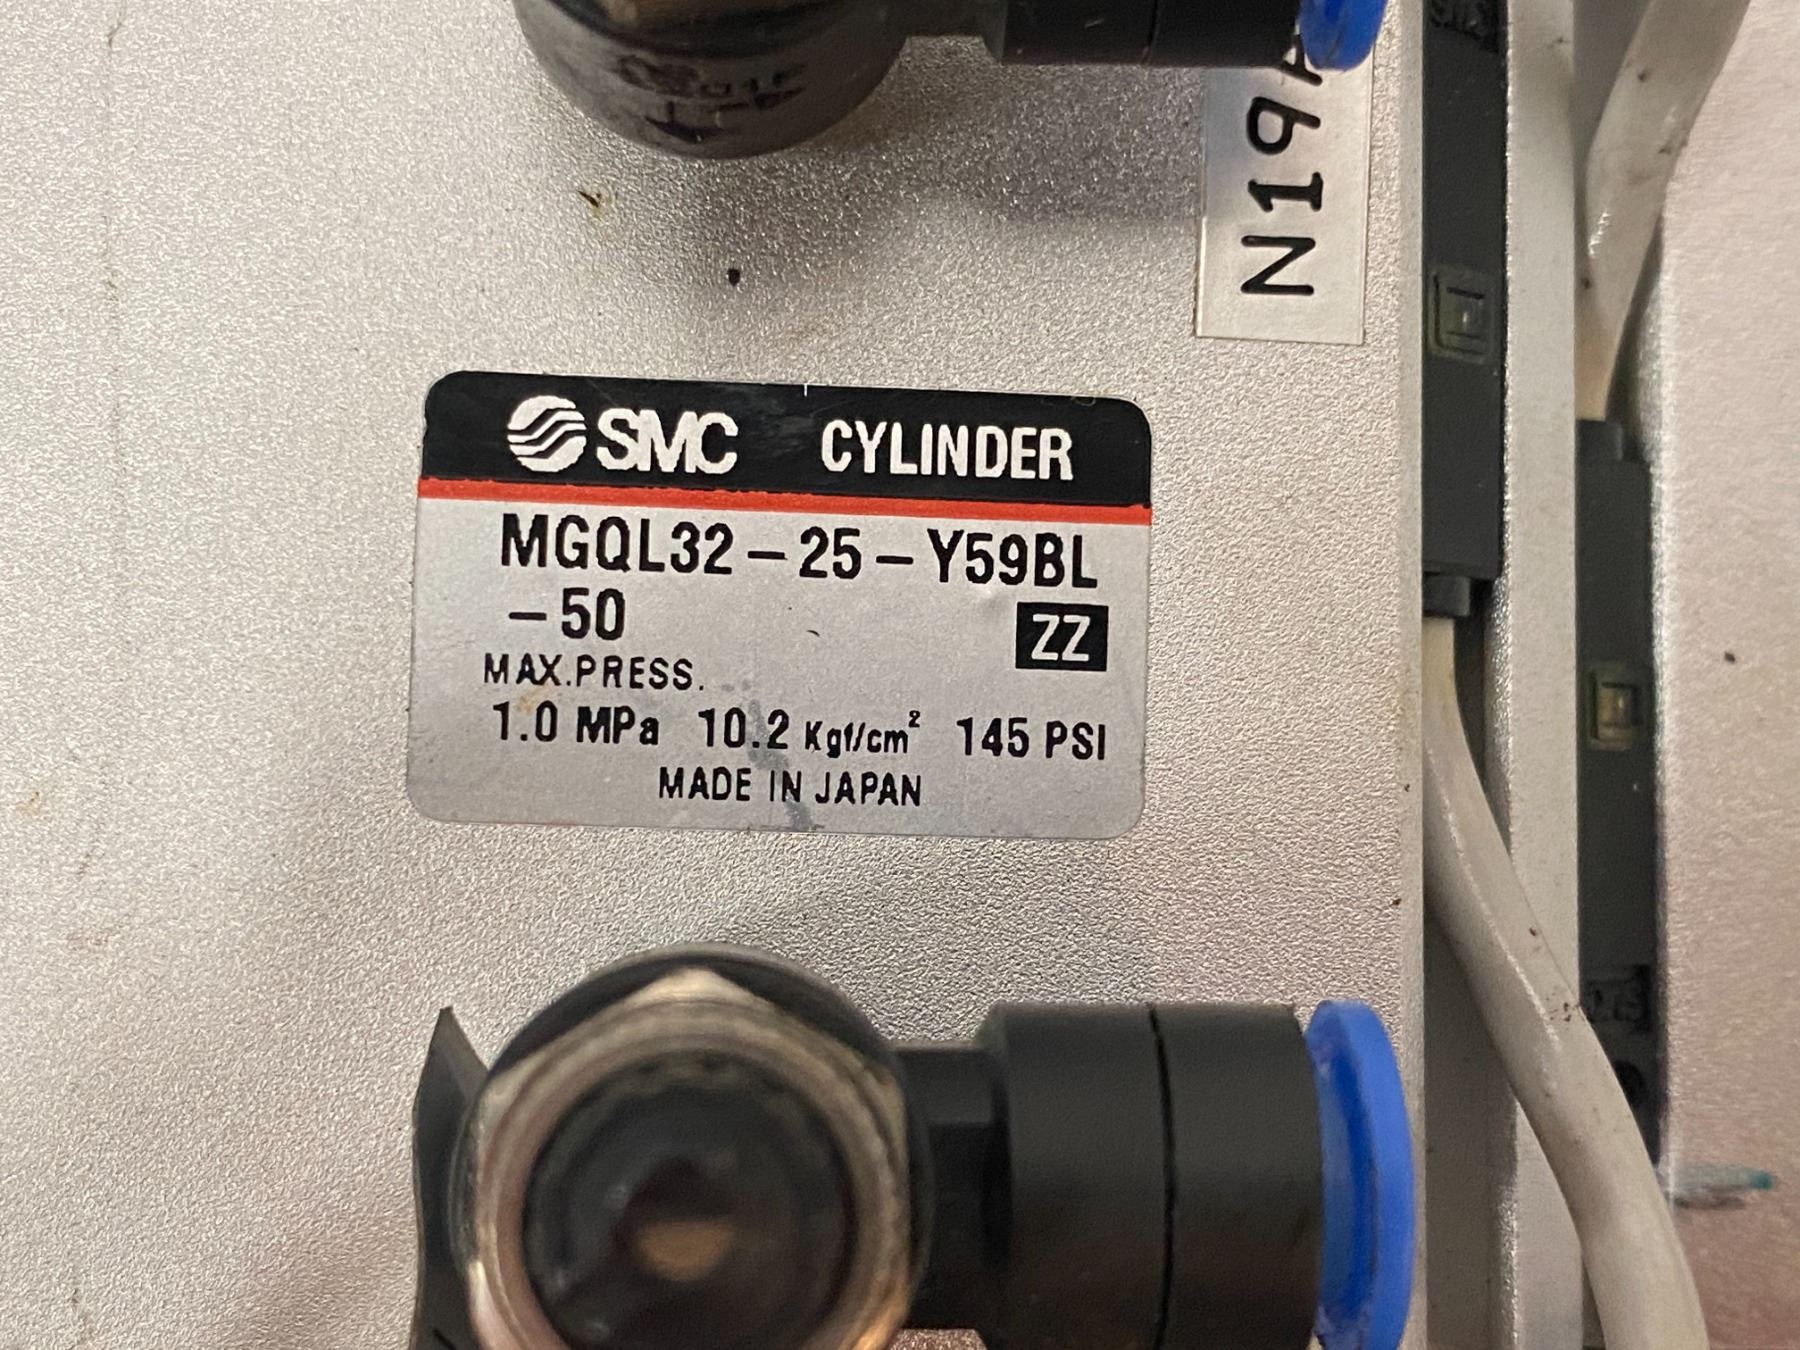 N19A
SMC CYLINDER
MGQL32-25-Y59BL
-50
ZZ
MAX.PRESS.
1.0 MPa 10.2 Kgf/cm² 145 PSI
MADE IN JAPAN